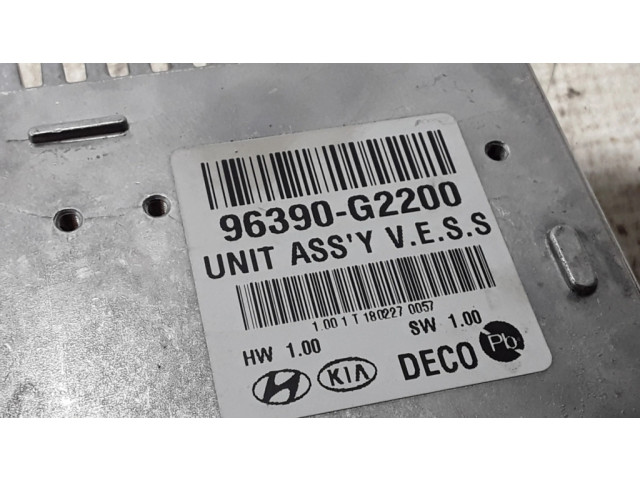 96390-G2200
UNIT ASS'Y V.E.S.S
1.00 1 T 180227 0057
HW 1.00 SW 1.00
KIA DECO Pb